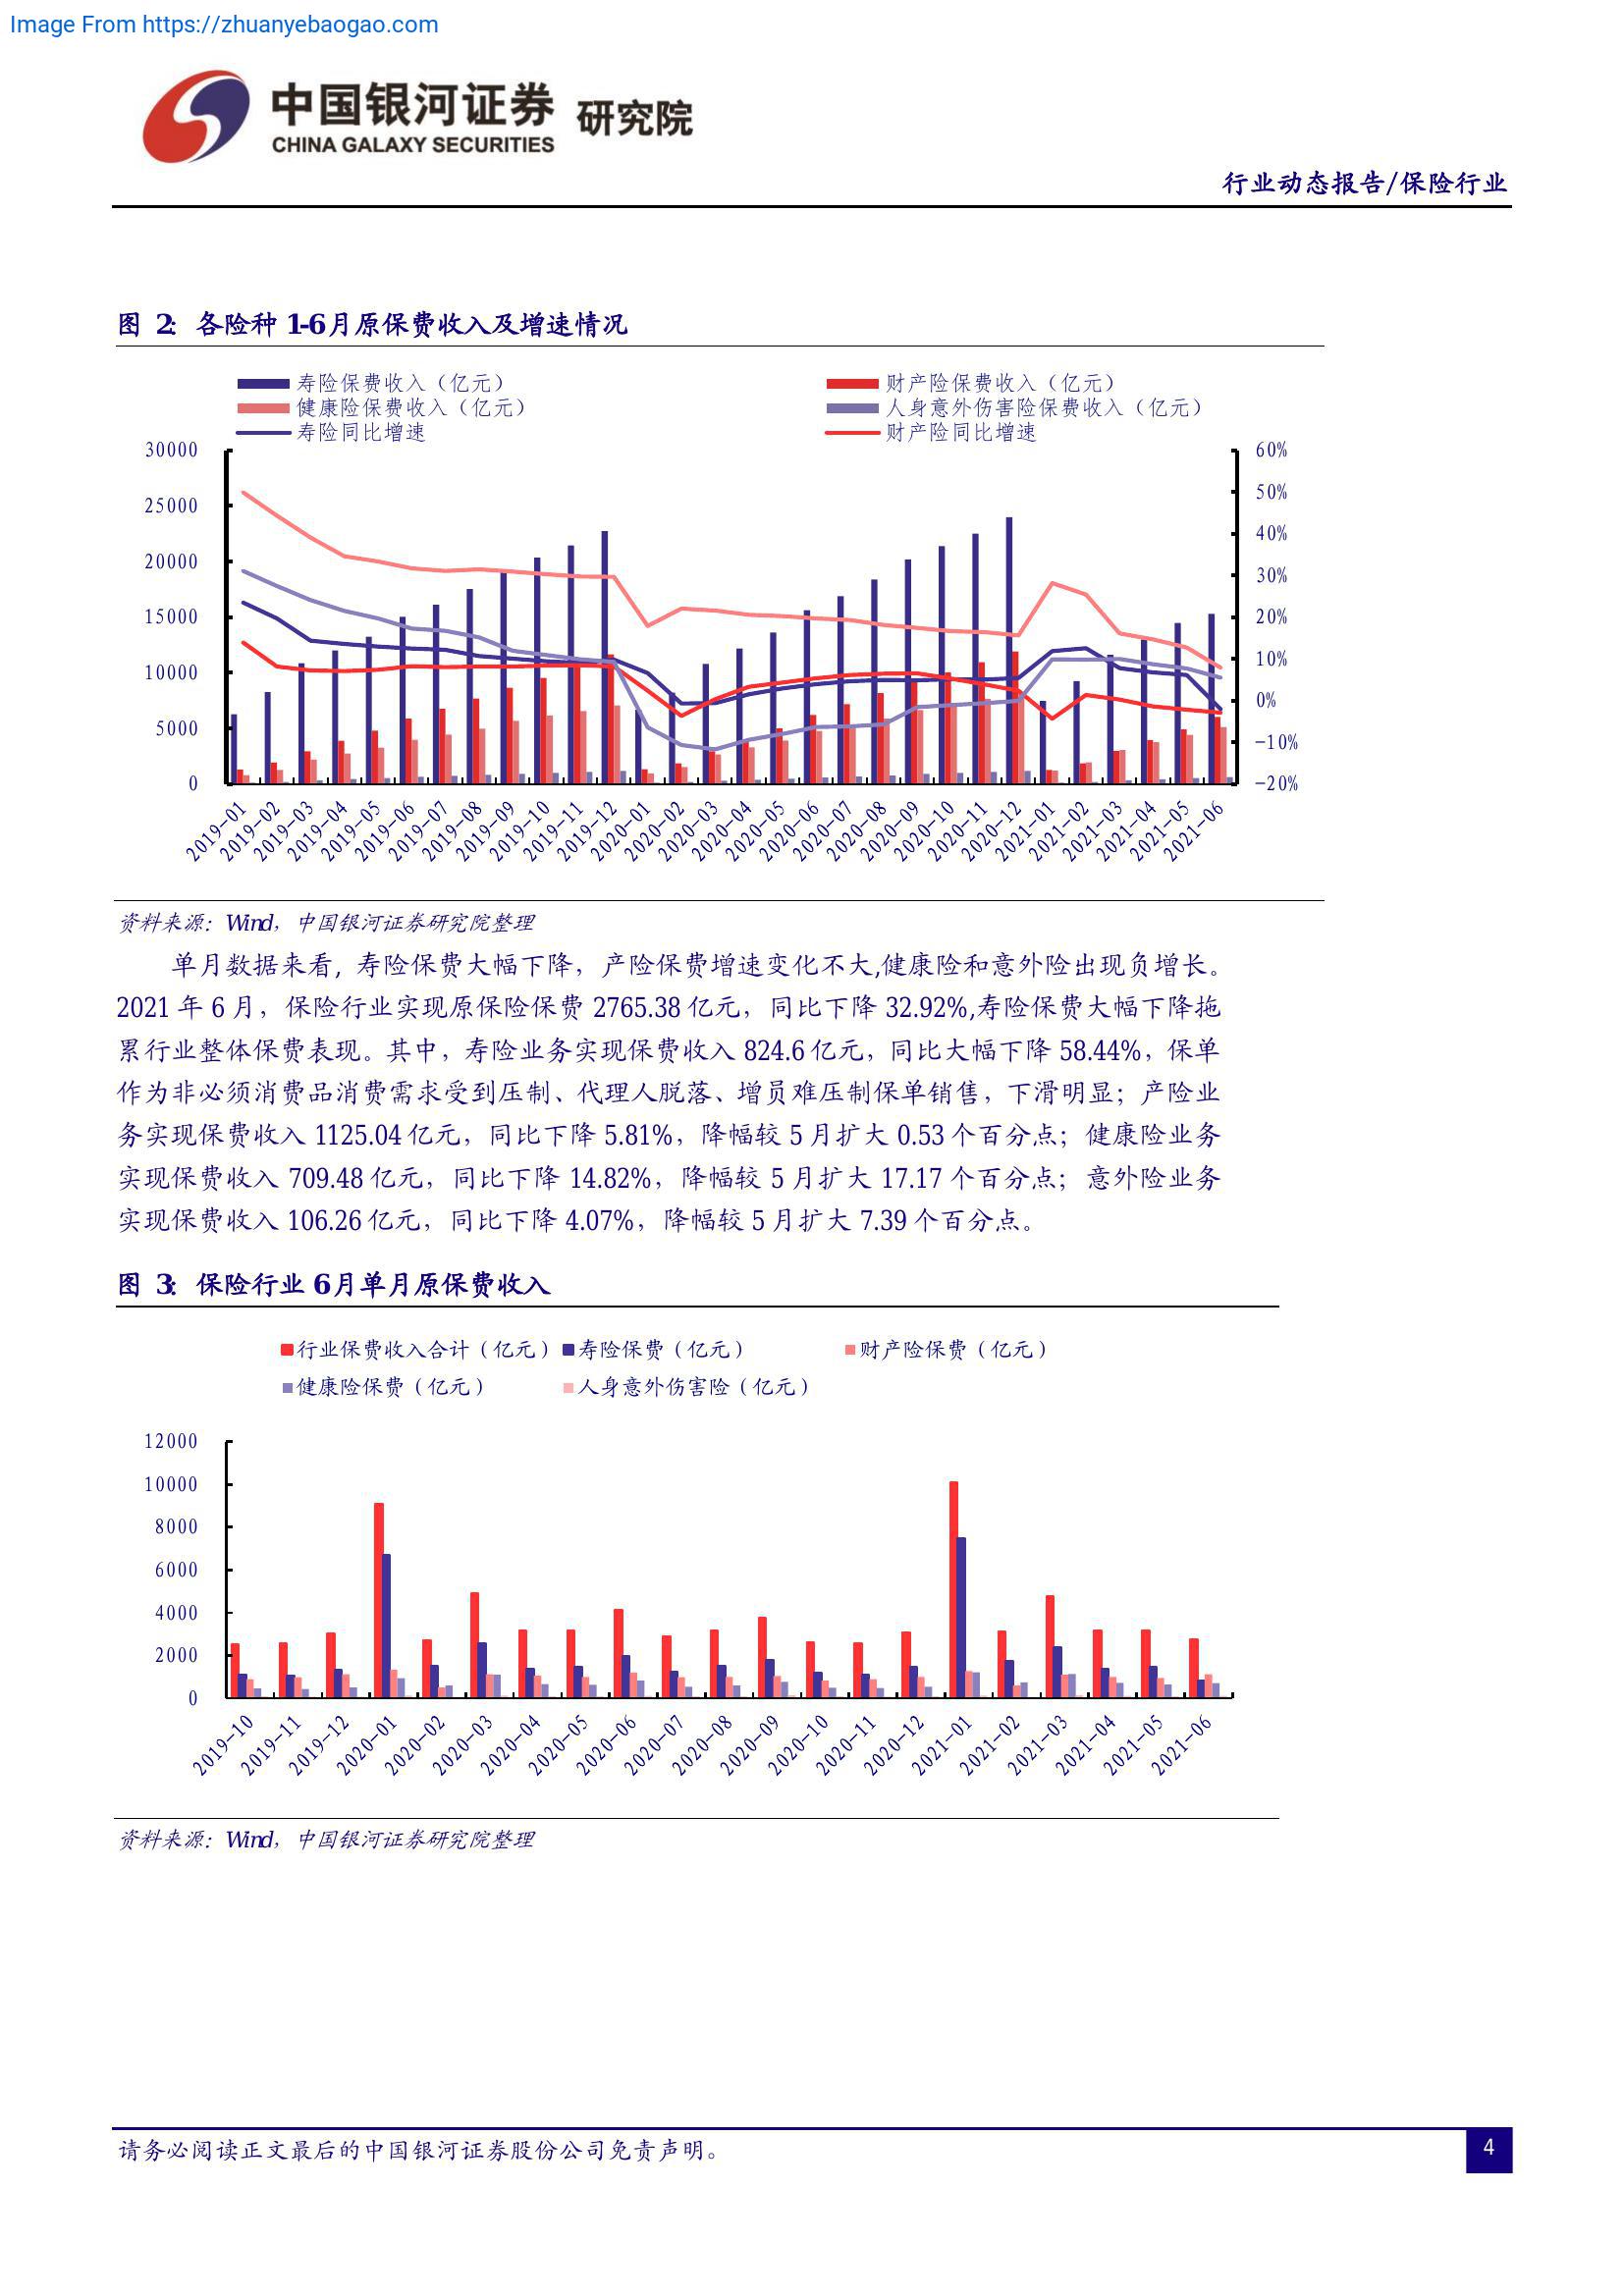 Image From https://zhuanyebaogao.com
中国银河证券 研究院
CHINA GALAXY SECURITIES
行业动态报告/保险行业
图 2: 各险种 1-6月原保费收入及增速情况
寿险保费收入（亿元） 财产险保费收入（亿元）
健康险保费收入（亿元） 人身意外伤害险保费收入（亿元）
寿险同比增速 财产险同比增速
30000 60%
50%
25000
40%
20000
30%
15000 20%
10000 10%
0%
5000
-10%
0 -20%
2019-01 2019-02 2019-03 2019-04 2019-05 2019-06 2019-07 2019-08 2019-09 2019-10 2019-11 2019-12 2020-01 2020-02 2020-03 2020-04 2020-05 2020-06 2020-07 2020-08 2020-09 2020-10 2020-11 2020-12 2021-01 2021-02 2021-03 2021-04 2021-05 2021-06
资料来源：Wind，中国银河证券研究院整理
单月数据来看，寿险保费大幅下降，产险保费增速变化不大,健康险和意外险出现负增长。
2021 年 6 月，保险行业实现原保险保费 2765.38 亿元，同比下降 32.92%,寿险保费大幅下降拖
累行业整体保费表现。其中，寿险业务实现保费收入 824.6 亿元，同比大幅下降 58.44%，保单
作为非必须消费品消费需求受到压制、代理人脱落、增员难压制保单销售，下滑明显；产险业
务实现保费收入 1125.04 亿元，同比下降 5.81%，降幅较 5 月扩大 0.53 个百分点；健康险业务
实现保费收入 709.48 亿元，同比下降 14.82%，降幅较 5 月扩大 17.17 个百分点；意外险业务
实现保费收入 106.26 亿元，同比下降 4.07%，降幅较 5 月扩大 7.39 个百分点。
图 3: 保险行业 6月单月原保费收入
行业保费收入合计（亿元） 寿险保费（亿元） 财产险保费（亿元）
健康险保费（亿元） 人身意外伤害险（亿元）
12000
10000
8000
6000
4000
2000
0
2019-10 2019-11 2019-12 2020-01 2020-02 2020-03 2020-04 2020-05 2020-06 2020-07 2020-08 2020-09 2020-10 2020-11 2020-12 2021-01 2021-02 2021-03 2021-04 2021-05 2021-06
资料来源：Wind，中国银河证券研究院整理
请务必阅读正文最后的中国银河证券股份公司免责声明。
4